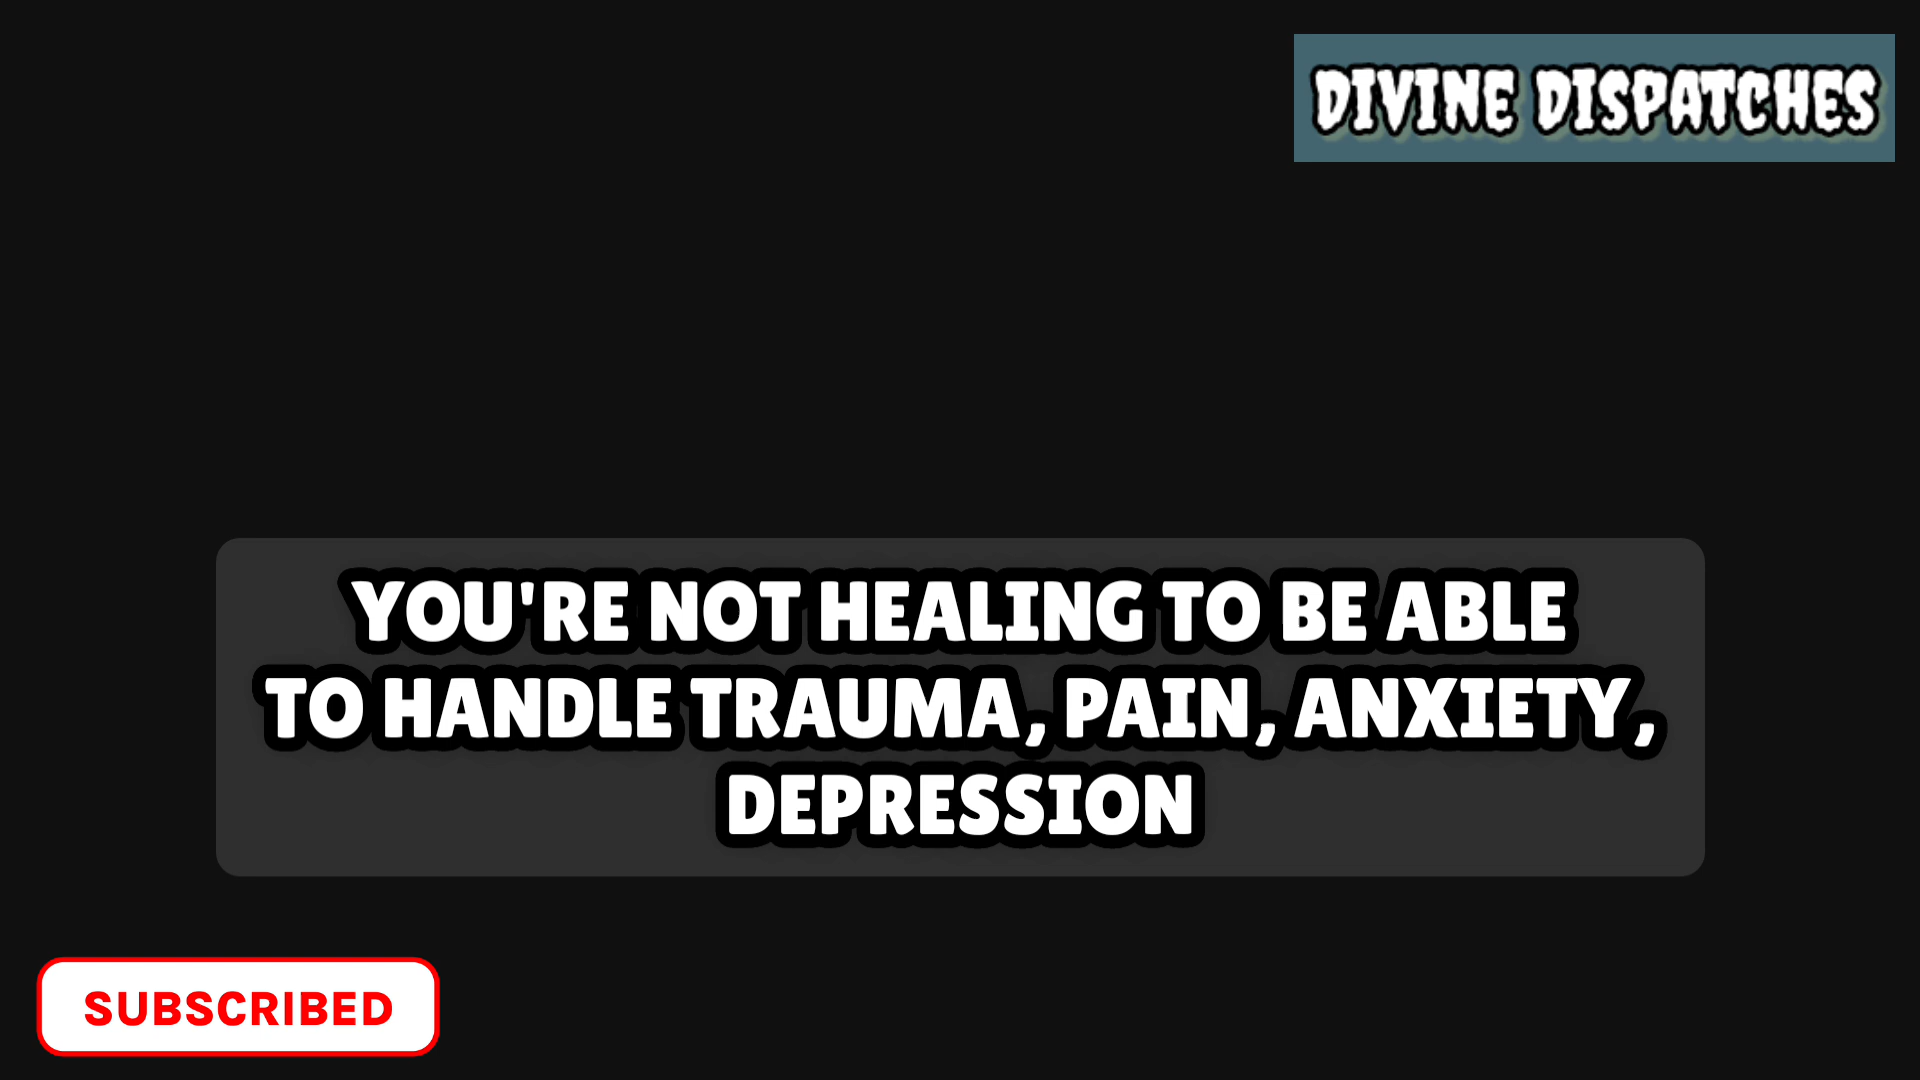 DIVINE DISPATCHES
YOU'RE NOT HEALING TO BE ABLE
TO HANDLE TRAUMA, PAIN, ANXIETY,
DEPRESSION
SUBSCRIBED